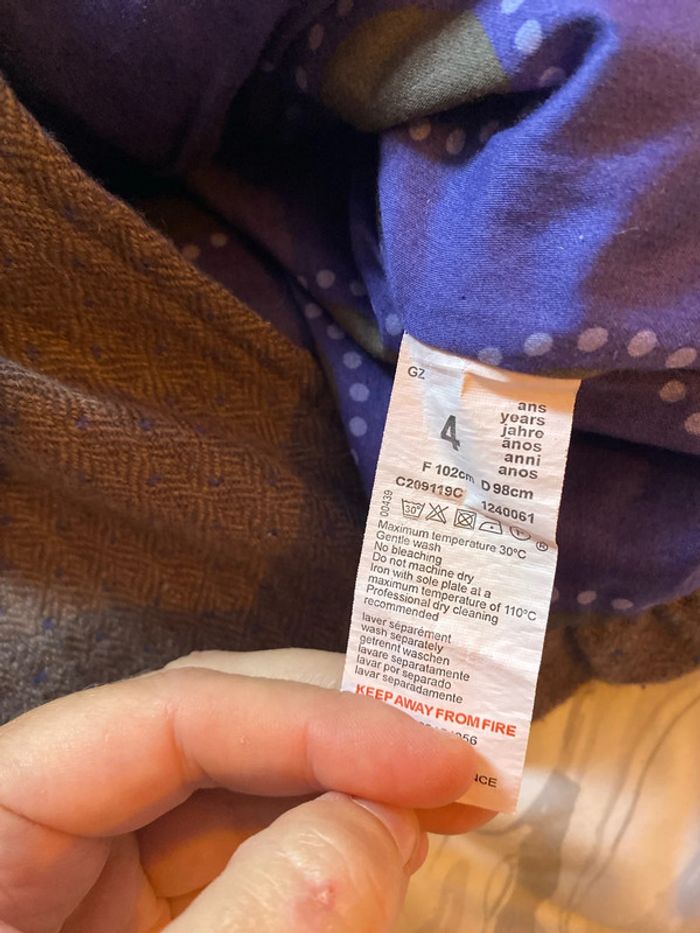 GZ
4
ans
years
jahre
ãnos
anni
anos
F 102cm D 98cm
C209119C 1240061
00439
30°
Maximum temperature 30°C
Gentle wash
No bleaching
Do not machine dry
Iron with sole plate at a
maximum temperature of 110°C
Professional dry cleaning
recommended
laver séparément
wash separately
getrennt waschen
lavare separatamente
lavar por separado
lavar separadamente
KEEP AWAY FROM FIRE